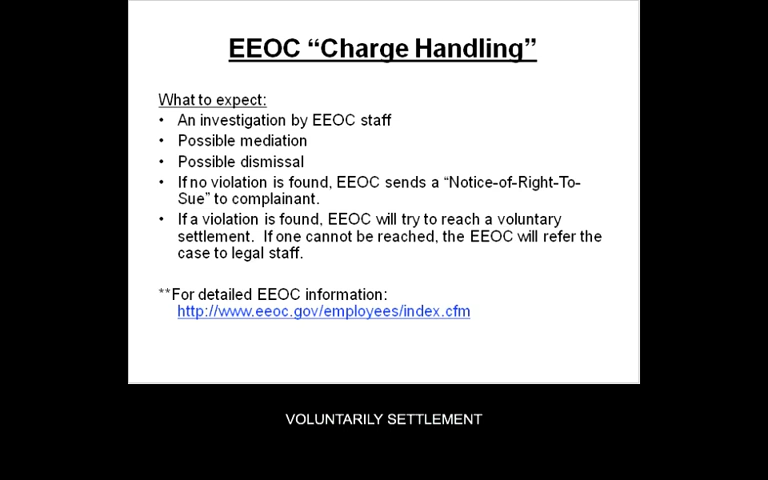 EEOC “Charge Handling”
What to expect:
• An investigation by EEOC staff
• Possible mediation
• Possible dismissal
• If no violation is found, EEOC sends a “Notice-of-Right-To-
Sue” to complainant.
• If a violation is found, EEOC will try to reach a voluntary
settlement.  If one cannot be reached, the EEOC will refer the
case to legal staff.
**For detailed EEOC information:
http://www.eeoc.gov/employees/index.cfm
VOLUNTARILY SETTLEMENT